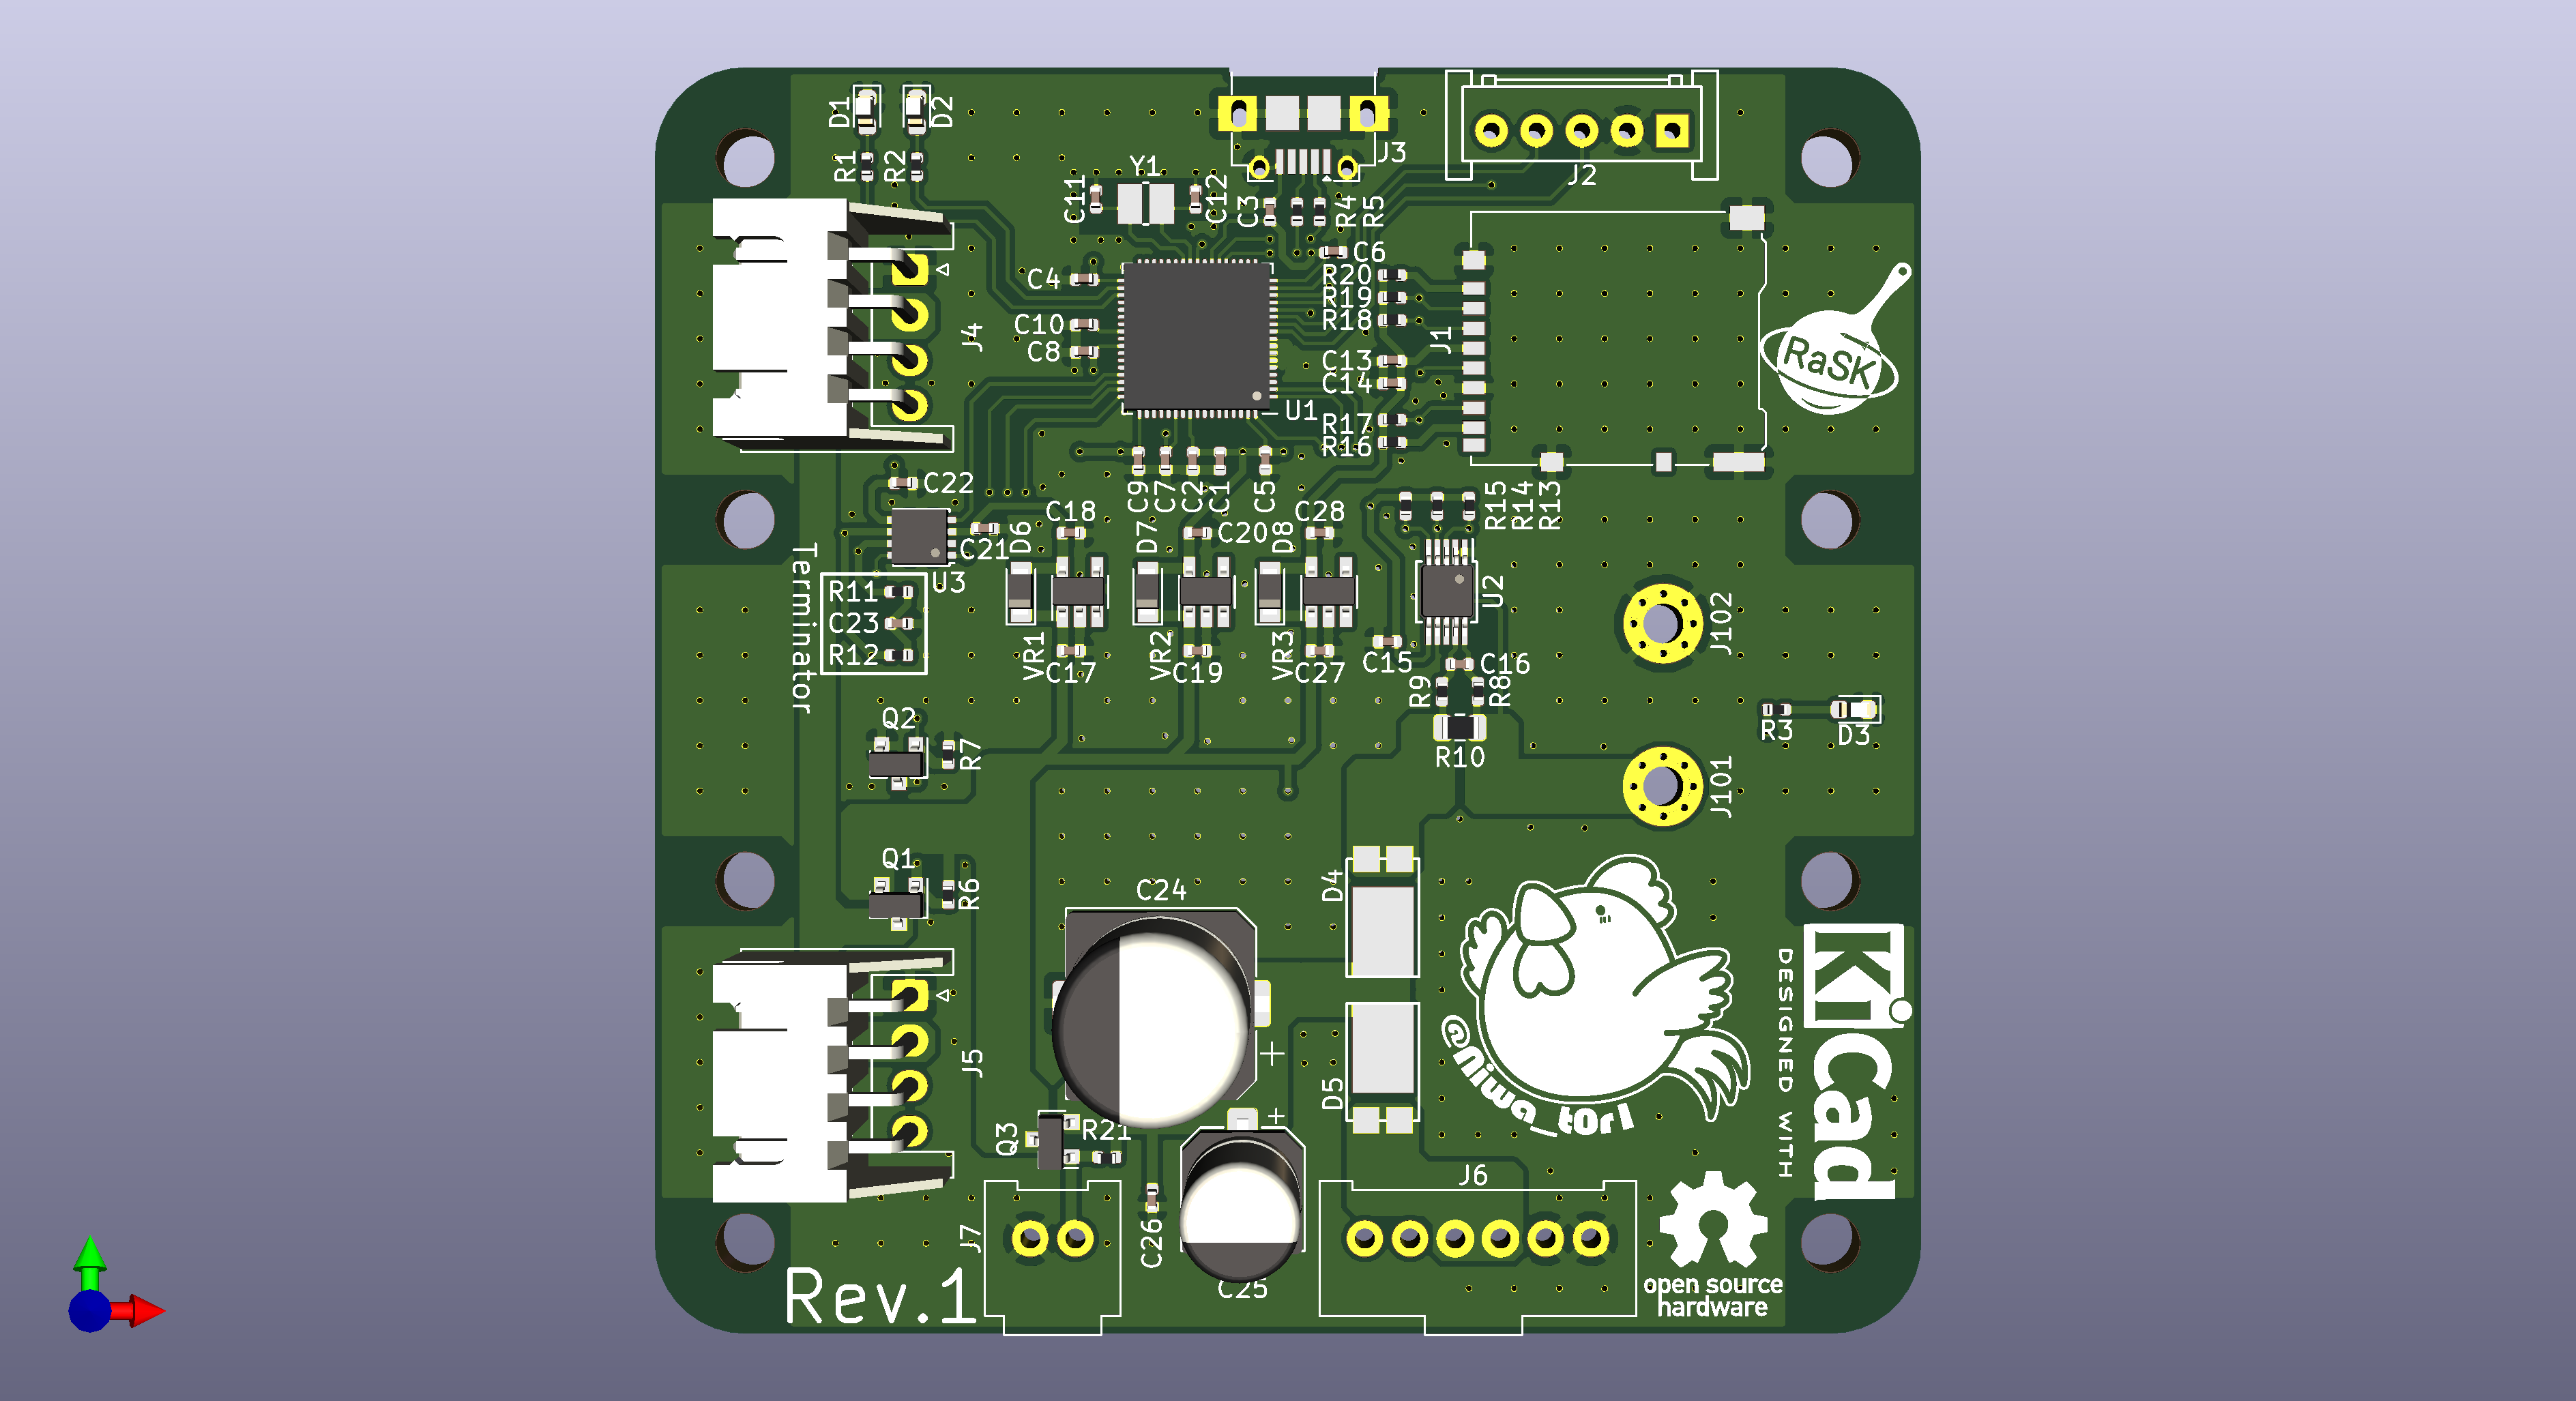 D1
D2
R1
R2
Y1
C11
C12
J3
J2
C3
R4
R5
C6
C4
R20
R19
R18
C10
C8
J4
J1
C13
C14
RaSK
U1
R17
R16
C22
C9
C7
C2
C1
C5
R15
R14
R13
C18
C20
C28
C21
D6
D7
D8
U3
U2
Terminator
R11
C23
R12
J102
VR1
C17
VR2
C19
VR3
C27
C15
C16
R9
R8
R10
Q2
R7
R3
D3
J101
Q1
R6
C24
D4
KiCad
DESIGNED WITH
+
J5
D5
@niwa_t0r1
Q3
R21
+
J6
J7
C26
C25
Rev.1
open source
hardware